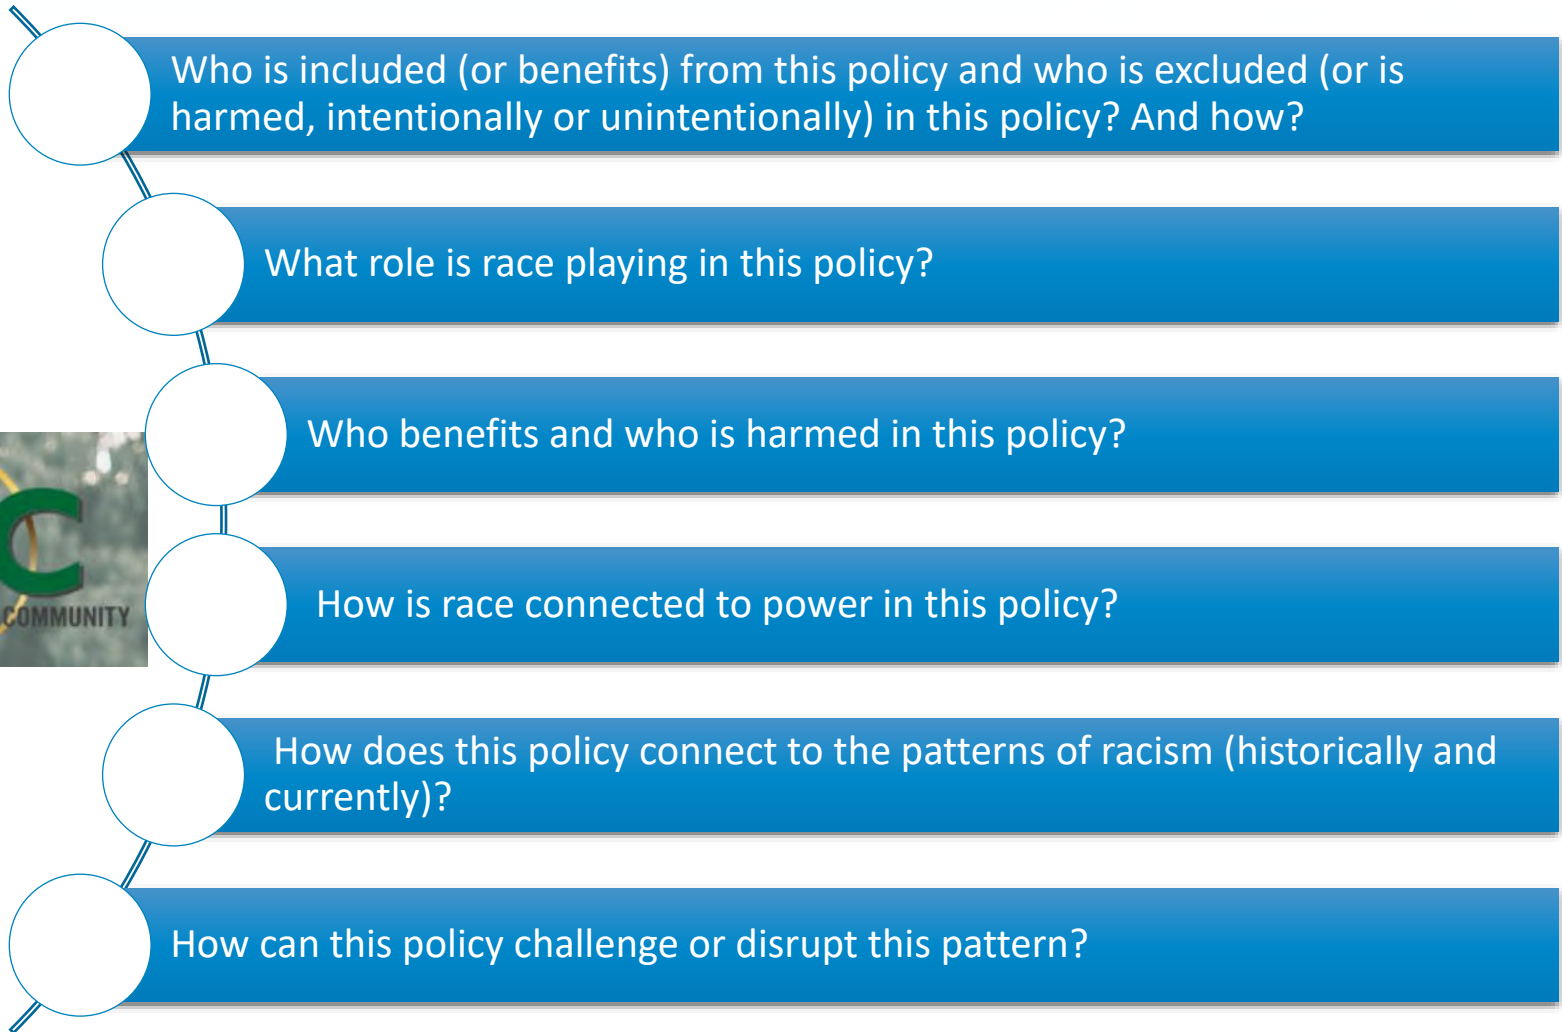 Who is included (or benefits) from this policy and who is excluded (or is
harmed, intentionally or unintentionally) in this policy? And how?
What role is race playing in this policy?
Who benefits and who is harmed in this policy?
C
COMMUNITY
How is race connected to power in this policy?
How does this policy connect to the patterns of racism (historically and
currently)?
How can this policy challenge or disrupt this pattern?